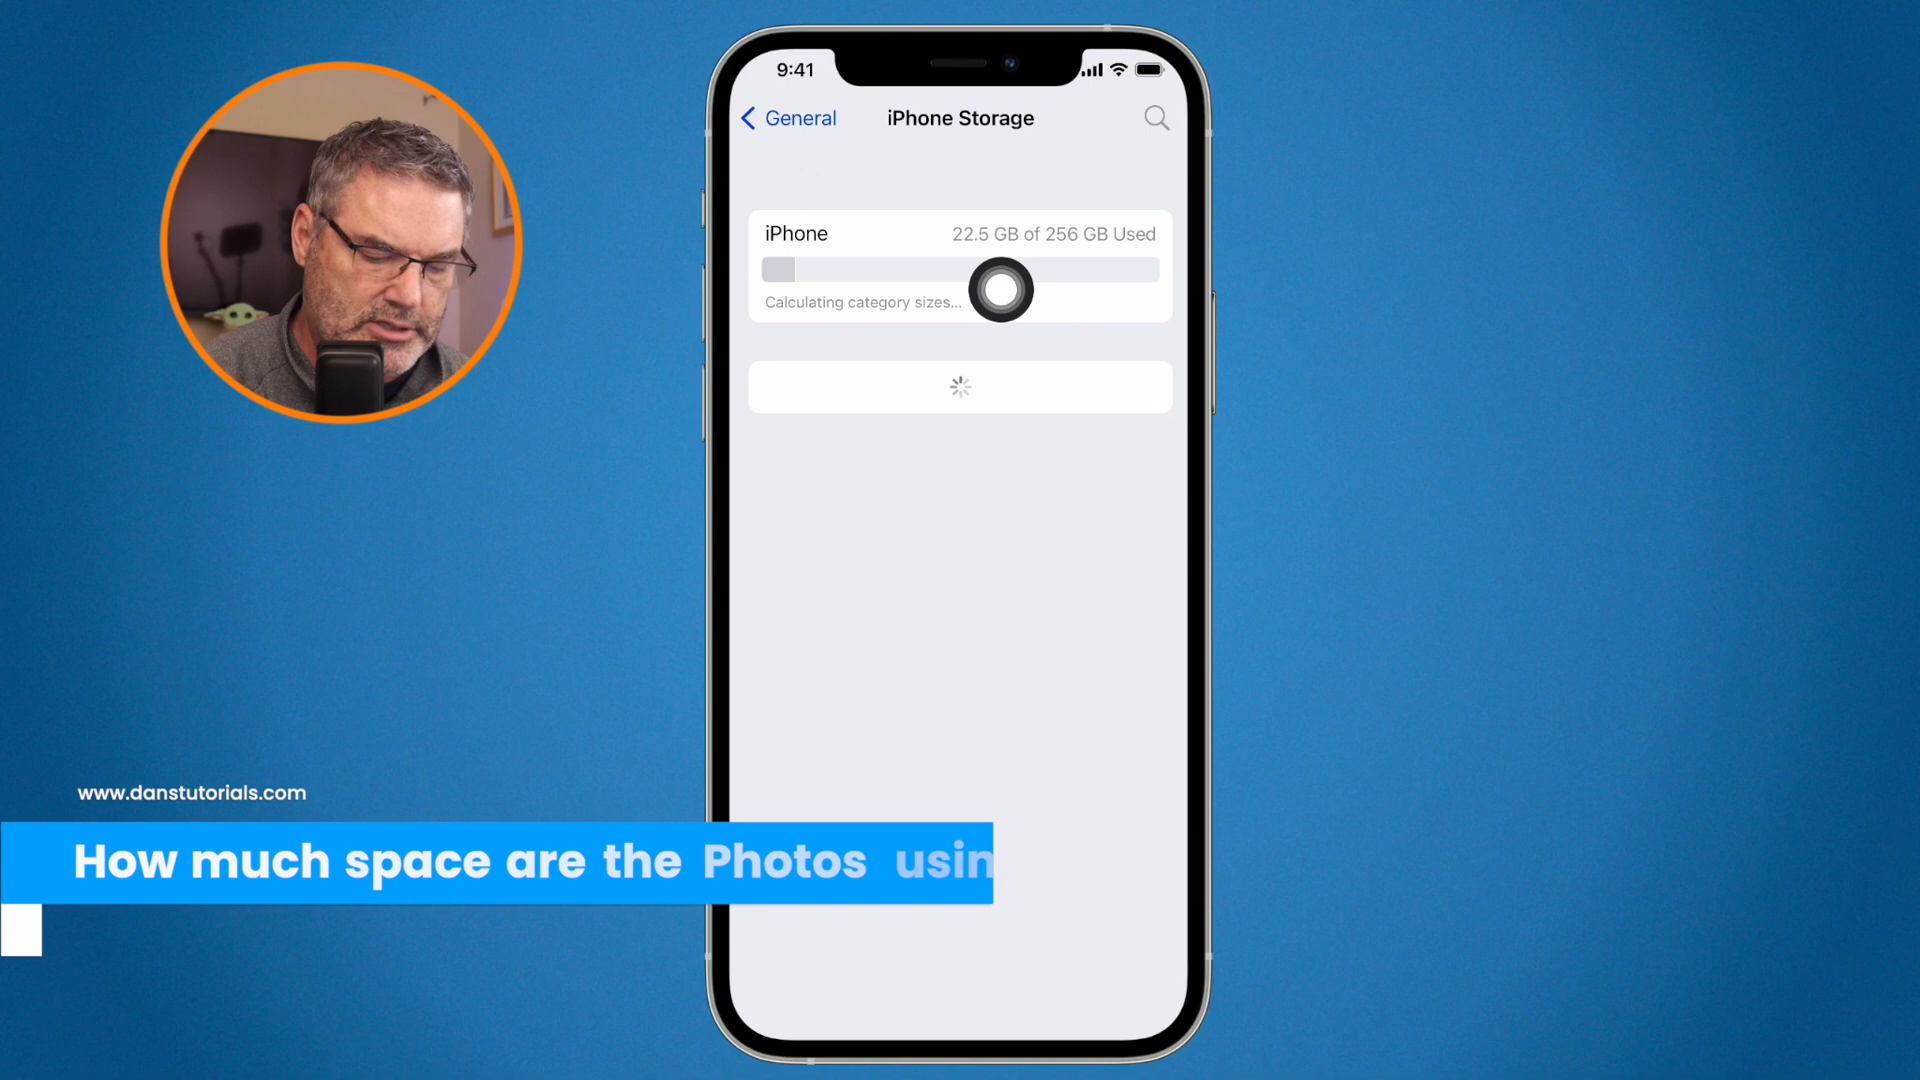 9:41
General
iPhone Storage
iPhone
22.5 GB of 256 GB Used
Calculating category sizes...
www.danstutorials.com
How much space are the Photos usin